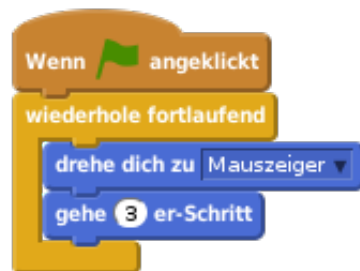 Wenn angeklickt
wiederhole fortlaufend
drehe dich zu Mauszeiger
gehe 3 er-Schritt